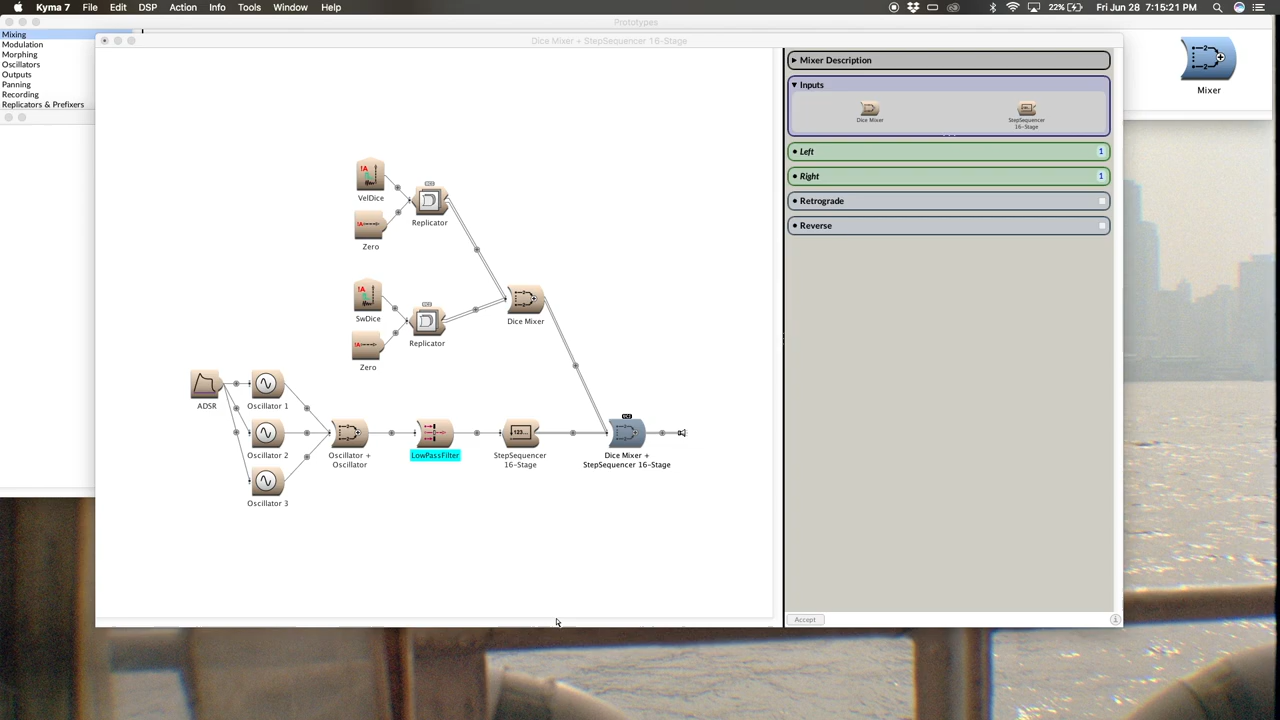 Kyma 7 File Edit DSP Action Info Tools Window Help 22% Fri Jun 28 7:15:21 PM
Prototypes
Mixing
Modulation
Morphing
Oscillators
Outputs
Panning
Recording
Replicators & Prefixes
Mixer
Dice Mixer + StepSequencer 16-Stage
VelDice
Zero
Replicator
SwDice
Zero
Replicator
Dice Mixer
ADSR
Oscillator 1
Oscillator 2
Oscillator 3
Oscillator +
Oscillator
LowPassFilter
123...
StepSequencer
16-Stage
Dice Mixer +
StepSequencer 16-Stage
Mixer Description
Inputs
Dice Mixer
StepSequencer
16-Stage
Left 1
Right 1
Retrograde
Reverse
Accept